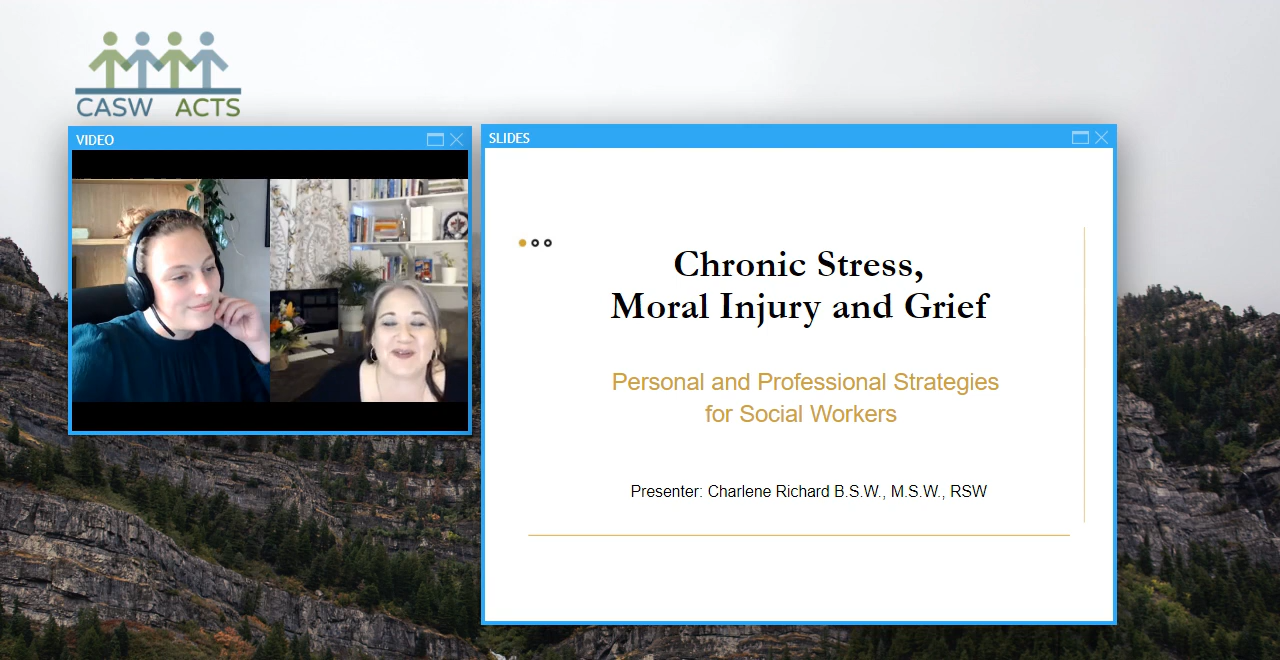 CASW ACTS
VIDEO
SLIDES
Chronic Stress,
Moral Injury and Grief
Personal and Professional Strategies
for Social Workers
Presenter: Charlene Richard B.S.W., M.S.W., RSW